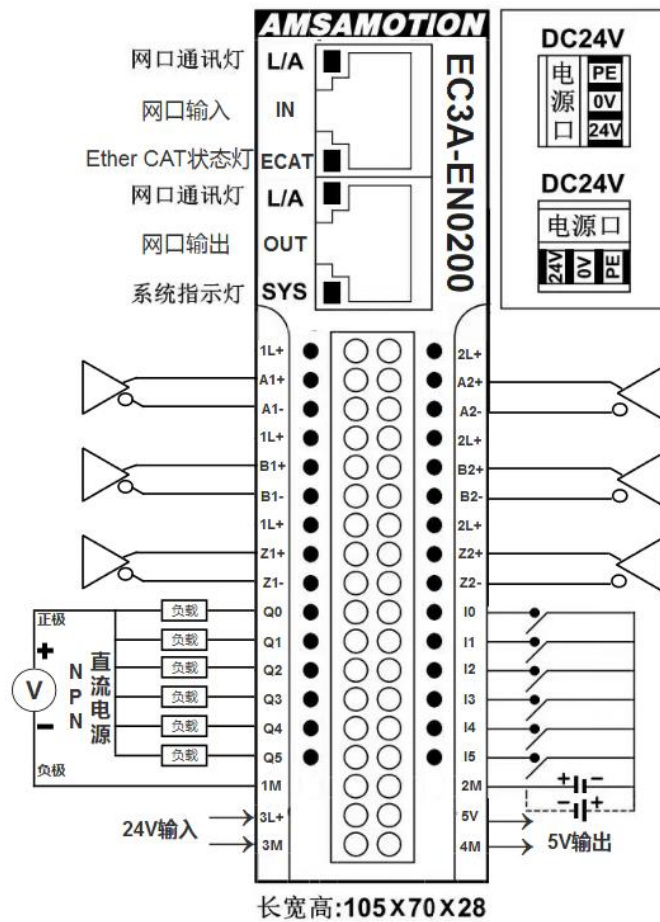 AMSAMOTION
EC3A-EN0200
网口通讯灯 L/A
网口输入 IN
Ether CAT状态灯 ECAT
网口通讯灯 L/A
网口输出 OUT
系统指示灯 SYS
DC24V
电源口
PE
0V
24V
DC24V
电源口
24V
0V
PE
1L+ 2L+
A1+ A2+
A1- A2-
1L+ 2L+
B1+ B2+
B1- B2-
1L+ 2L+
Z1+ Z2+
Z1- Z2-
正极 负载 Q0 I0
负载 Q1 I1
负载 Q2 I2
负载 Q3 I3
负载 Q4 I4
负载 Q5 I5
+
V
−
NPN
直流电源
负极
1M 2M + −
− +
24V输入 3L+ 5V 5V输出
3M 4M
长宽高:105X70X28